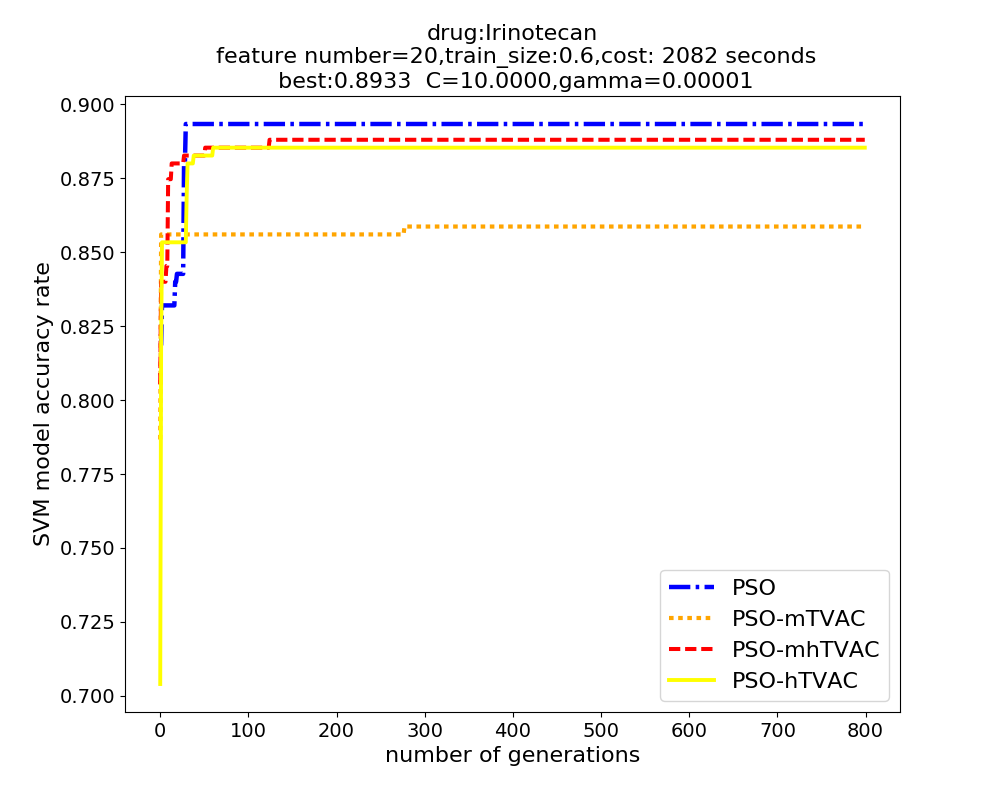 drug:Irinotecan
feature number=20,train_size:0.6,cost: 2082 seconds
best:0.8933  C=10.0000,gamma=0.00001
0.900
0.875
0.850
0.825
0.800
0.775
0.750
0.725
0.700
SVM model accuracy rate
PSO
PSO-mTVAC
PSO-mhTVAC
PSO-hTVAC
0 100 200 300 400 500 600 700 800
number of generations